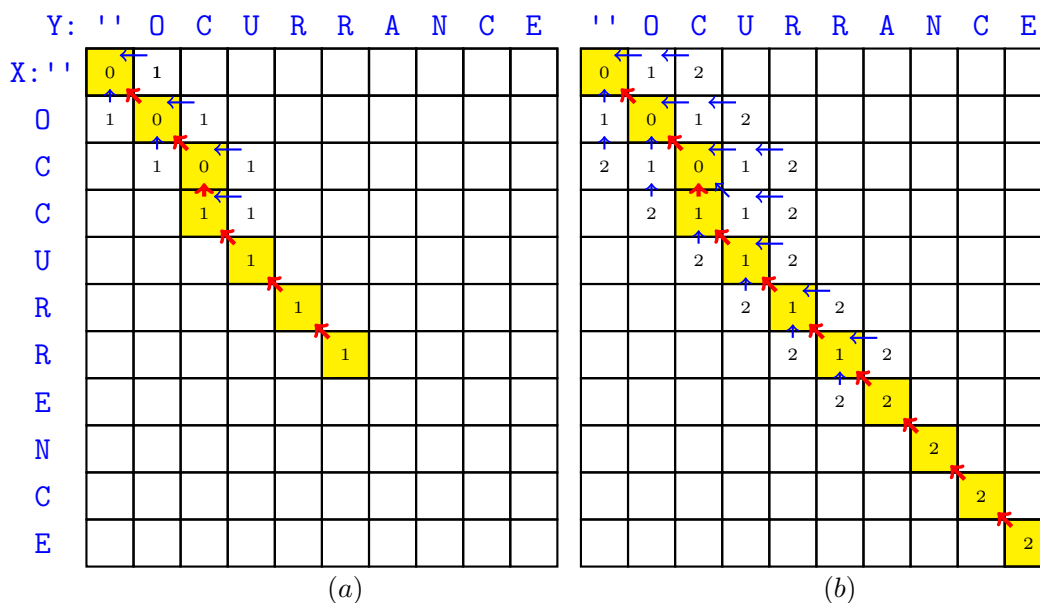 Y: '' O C U R R A N C E '' O C U R R A N C E
X:'' 0 1 0 1 2
O 1 0 1 1 0 1 2
C 1 0 1 2 1 0 1 2
C 1 1 2 1 1 2
U 1 2 1 2
R 1 2 1 2
R 1 2 1 2
E 2 2
N 2
C 2
E 2
(a) (b)